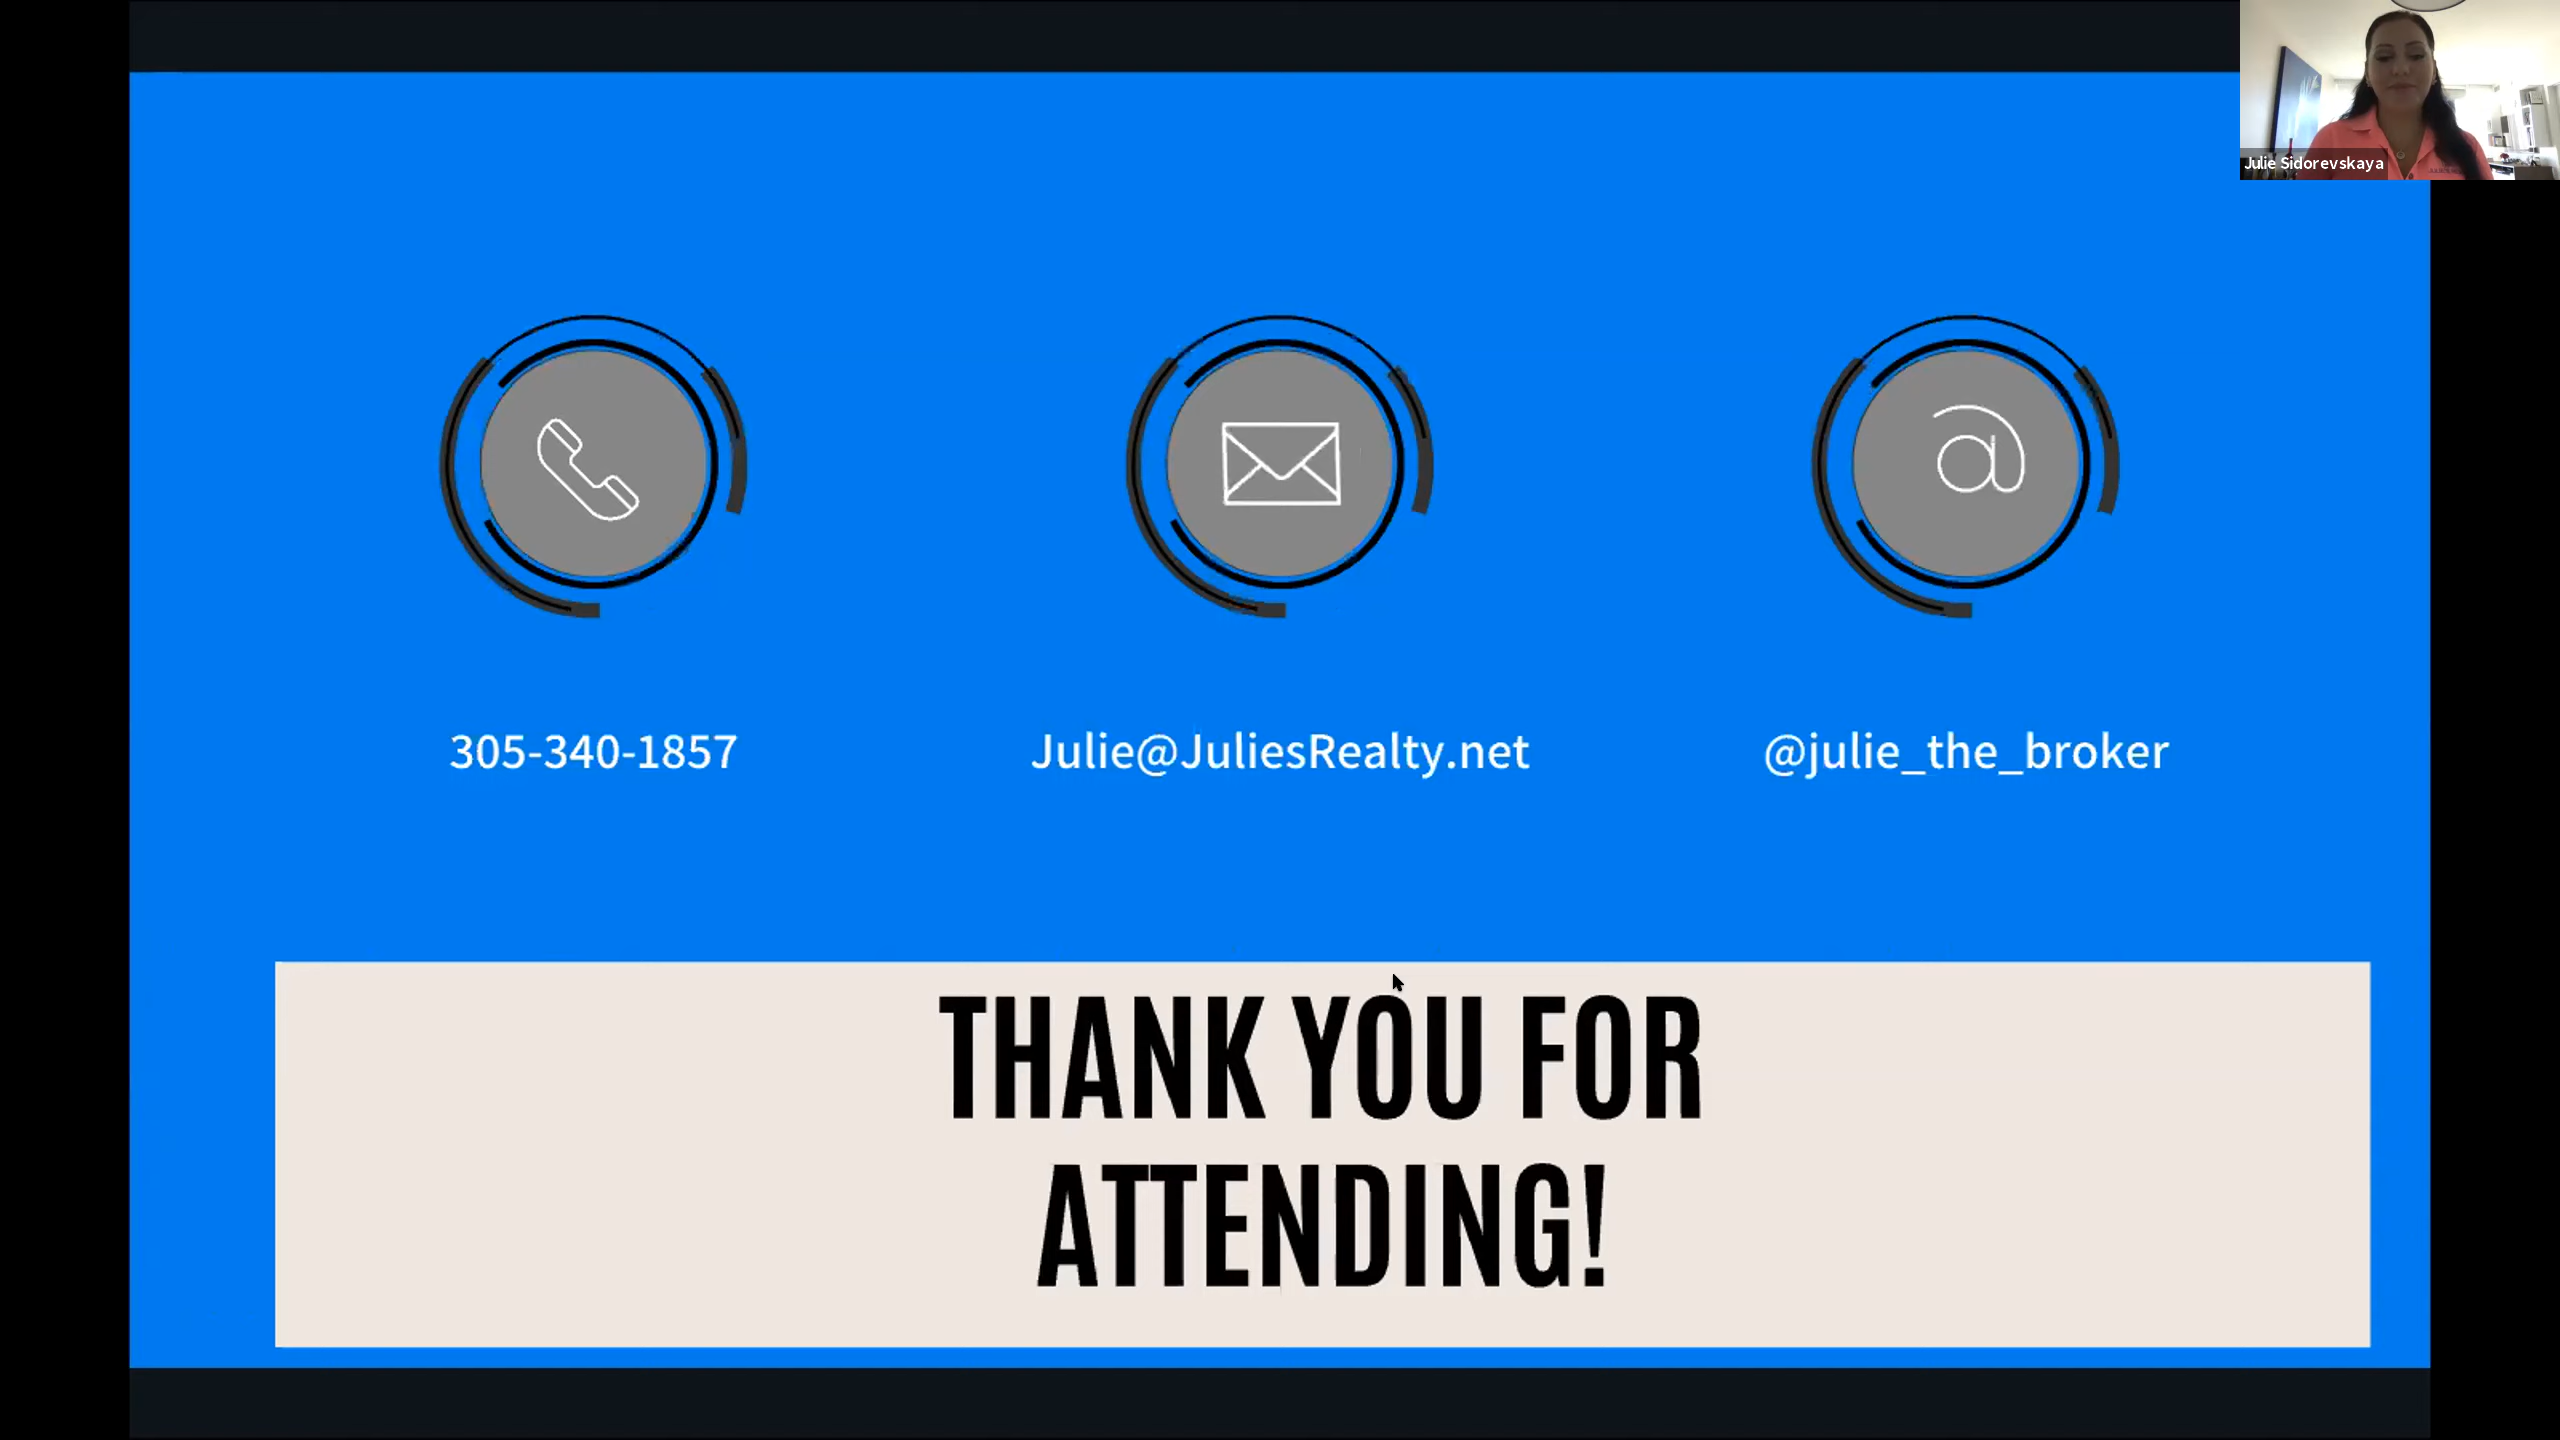 Julie Sidorevskaya
305-340-1857
Julie@JuliesRealty.net
@julie_the_broker
THANK YOU FOR
ATTENDING!